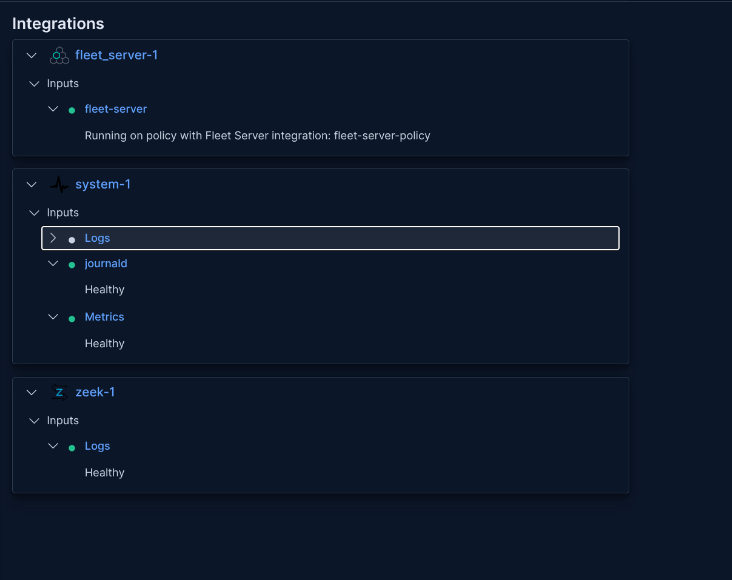 Integrations
fleet_server-1
Inputs
fleet-server
Running on policy with Fleet Server integration: fleet-server-policy
system-1
Inputs
Logs
journald
Healthy
Metrics
Healthy
Z zeek-1
Inputs
Logs
Healthy